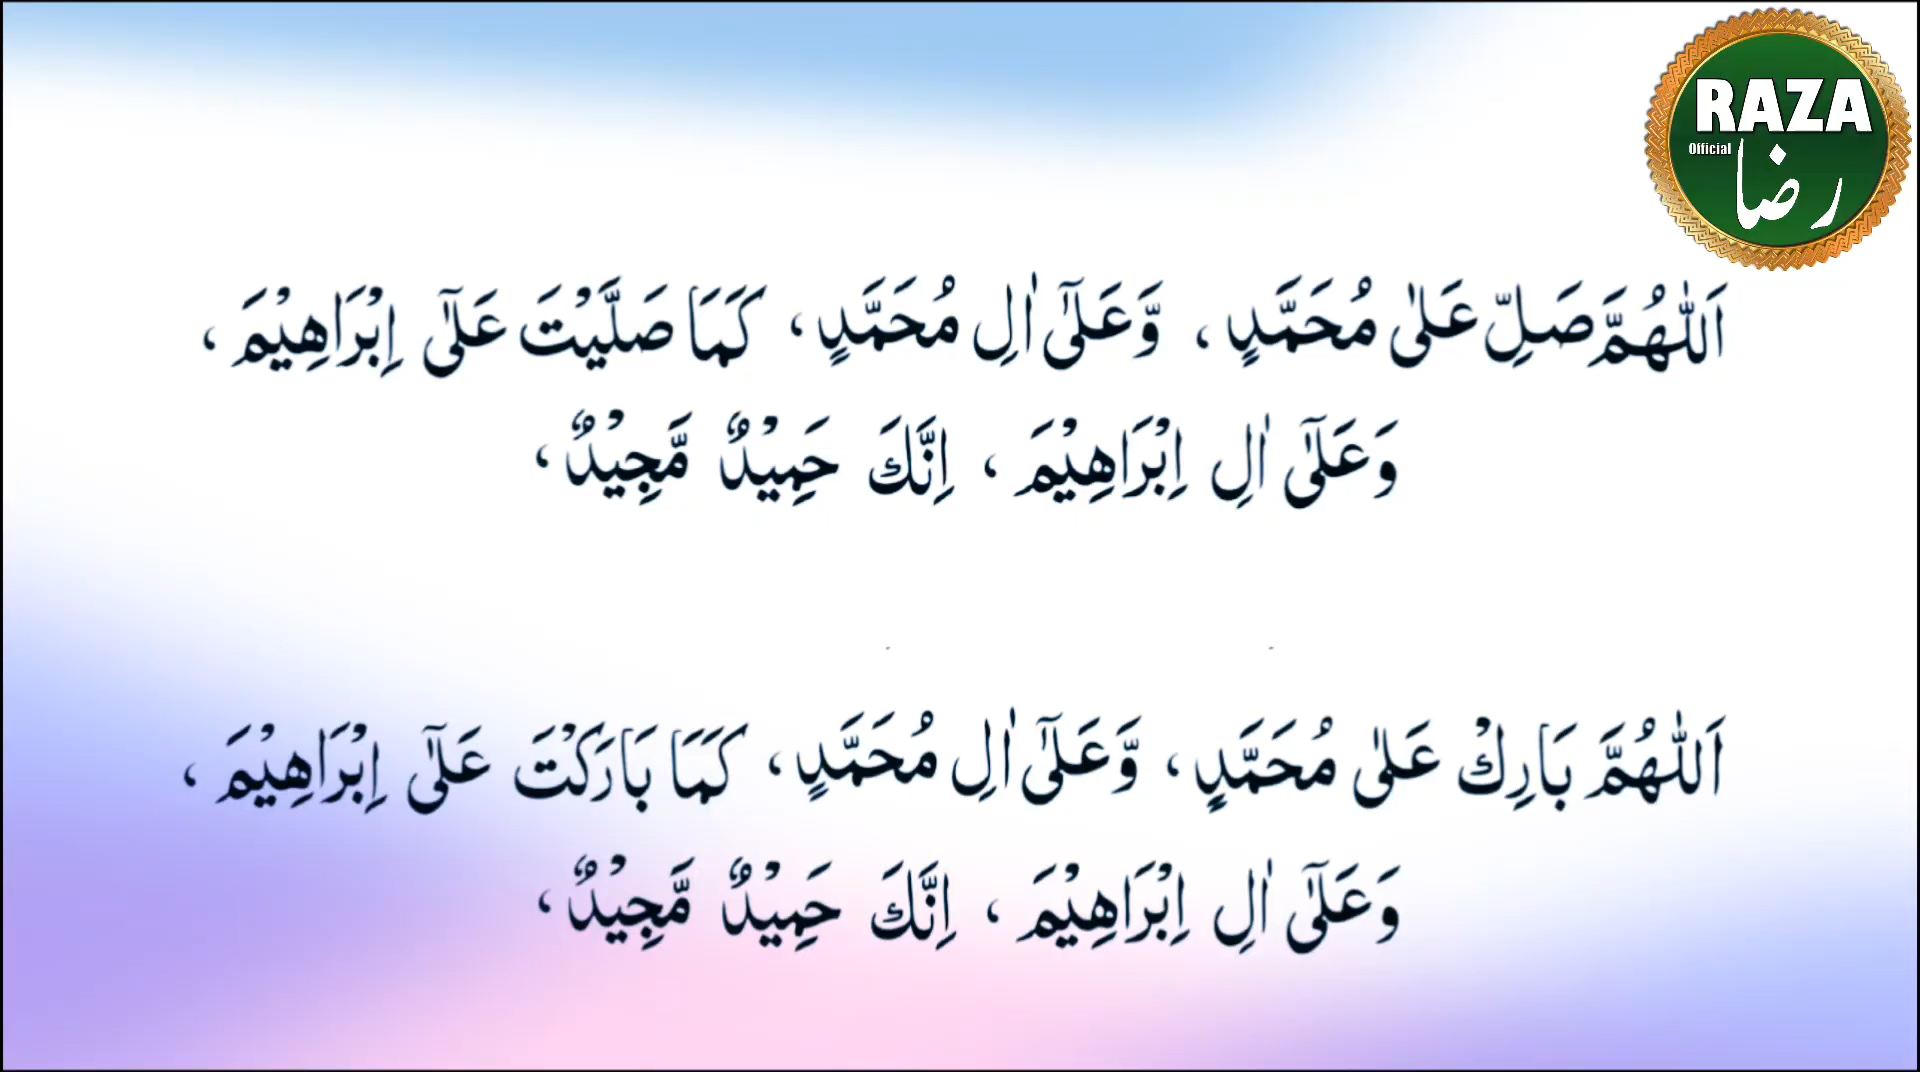 RAZA
Official
رضا
اَللّٰهُمَّ صَلِّ عَلٰى مُحَمَّدٍ، وَّعَلٰٓى اٰلِ مُحَمَّدٍ، كَمَا صَلَّيْتَ عَلٰٓى اِبْرَاهِيْمَ،
وَعَلٰٓى اٰلِ اِبْرَاهِيْمَ، اِنَّكَ حَمِيْدٌ مَّجِيْدٌ،
اَللّٰهُمَّ بَارِكْ عَلٰى مُحَمَّدٍ، وَّعَلٰٓى اٰلِ مُحَمَّدٍ، كَمَا بَارَكْتَ عَلٰٓى اِبْرَاهِيْمَ،
وَعَلٰٓى اٰلِ اِبْرَاهِيْمَ، اِنَّكَ حَمِيْدٌ مَّجِيْدٌ،